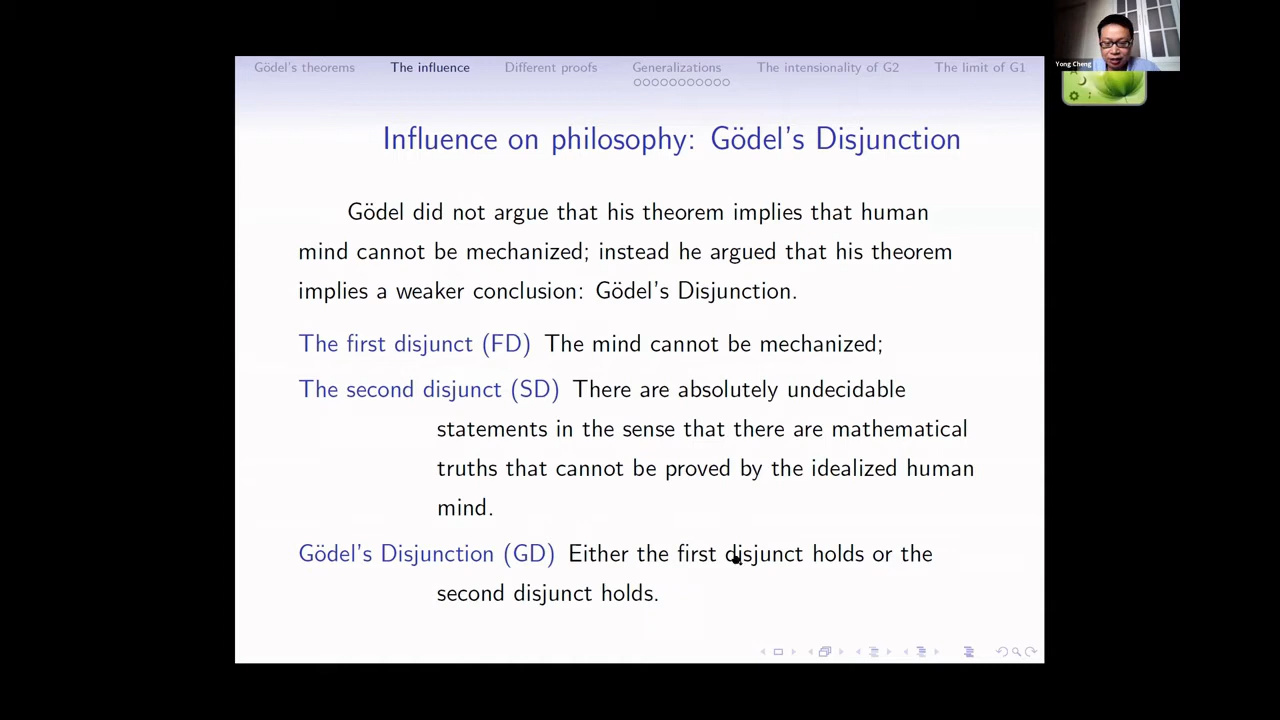 Gödel's theorems The influence Different proofs Generalizations The intensionality of G2 The limit of G1
Yong Cheng
Influence on philosophy: Gödel's Disjunction
Gödel did not argue that his theorem implies that human
mind cannot be mechanized; instead he argued that his theorem
implies a weaker conclusion: Gödel's Disjunction.
The first disjunct (FD) The mind cannot be mechanized;
The second disjunct (SD) There are absolutely undecidable
statements in the sense that there are mathematical
truths that cannot be proved by the idealized human
mind.
Gödel's Disjunction (GD) Either the first disjunct holds or the
second disjunct holds.